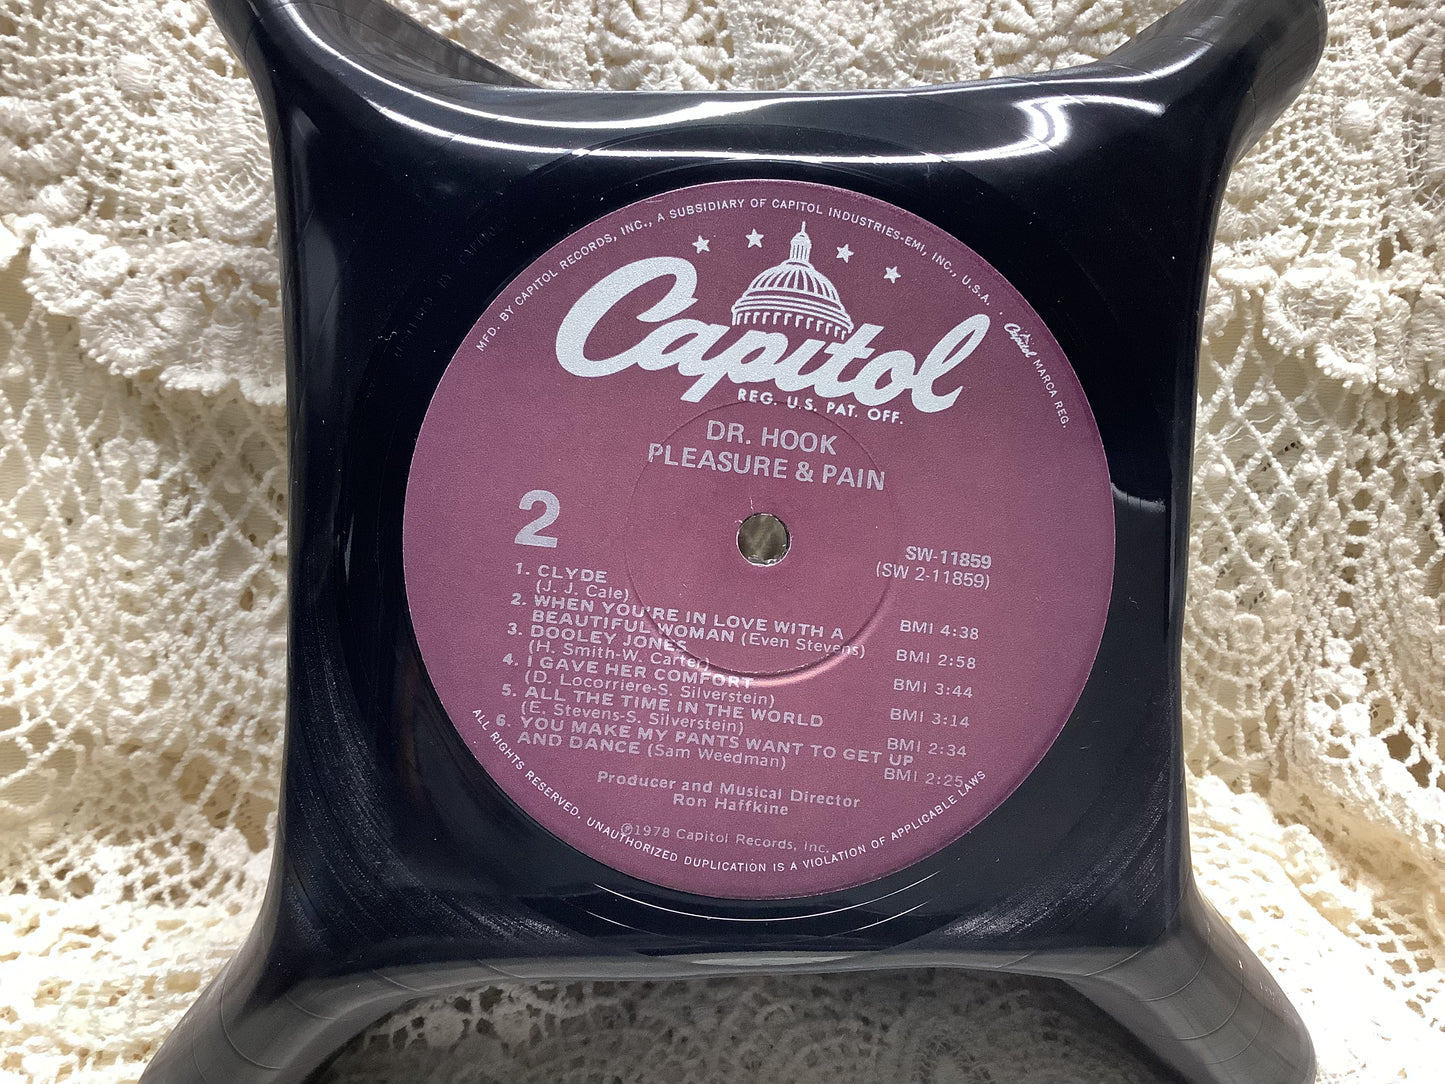 MFD. BY CAPITOL RECORDS, INC., A SUBSIDIARY OF CAPITOL INDUSTRIES-EMI, INC., U.S.A. . Capitol MARCA REG.
Capitol
REG. U.S. PAT. OFF.
DR. HOOK
PLEASURE & PAIN
2
SW-11859
(SW 2-11859)
1. CLYDE
(J. J. Cale)
BMI 4:38
2. WHEN YOU'RE IN LOVE WITH A
BEAUTIFUL WOMAN (Even Stevens)
BMI 2:58
3. DOOLEY JONES
(H. Smith-W. Carter)
BMI 3:44
4. I GAVE HER COMFORT
(D. Locorriere-S. Silverstein)
BMI 3:14
5. ALL THE TIME IN THE WORLD
(E. Stevens-S. Silverstein)
BMI 2:34
6. YOU MAKE MY PANTS WANT TO GET UP
AND DANCE (Sam Weedman)
BMI 2:25
Producer and Musical Director
Ron Haffkine
℗1978 Capitol Records, Inc.
ALL RIGHTS RESERVED. UNAUTHORIZED DUPLICATION IS A VIOLATION OF APPLICABLE LAWS